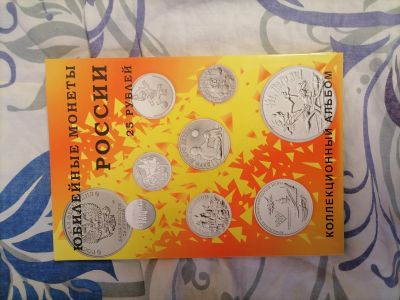 ЮБИЛЕЙНЫЕ МОНЕТЫ
РОССИИ
25 РУБЛЕЙ
КОЛЛЕКЦИОННЫЙ АЛЬБОМ